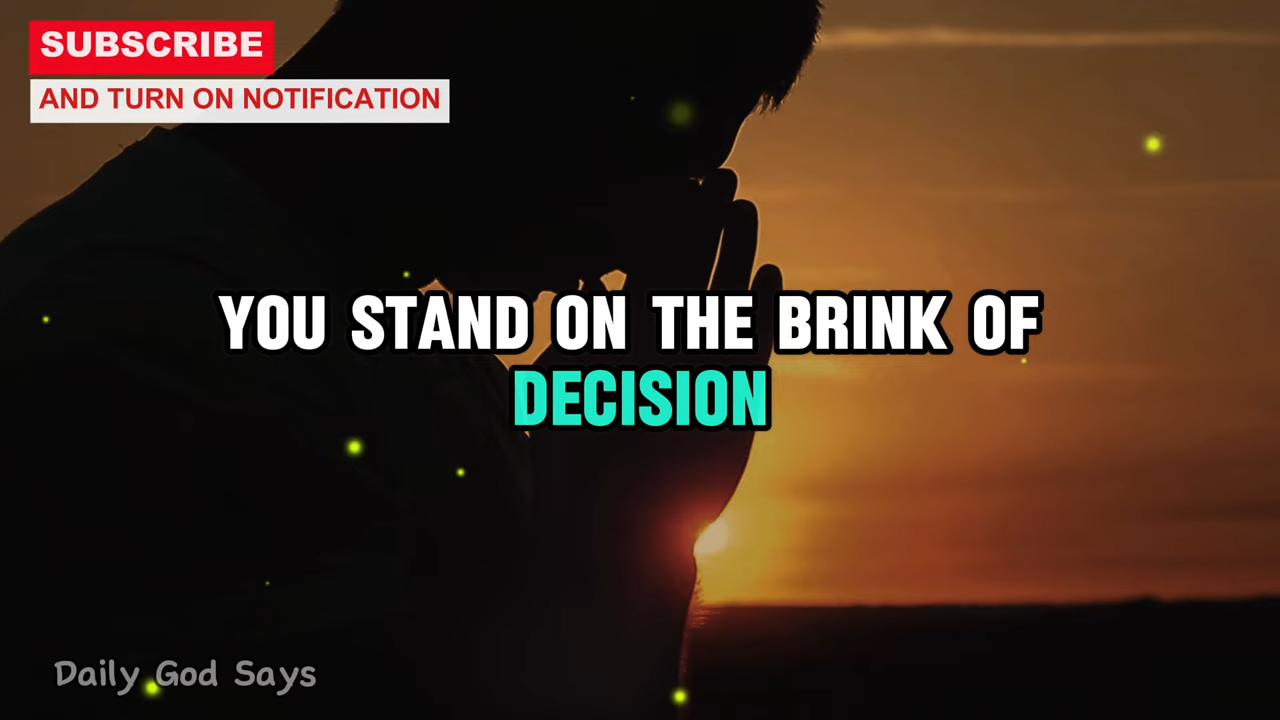 SUBSCRIBE
AND TURN ON NOTIFICATION
YOU STAND ON THE BRINK OF
DECISION
Daily God Says